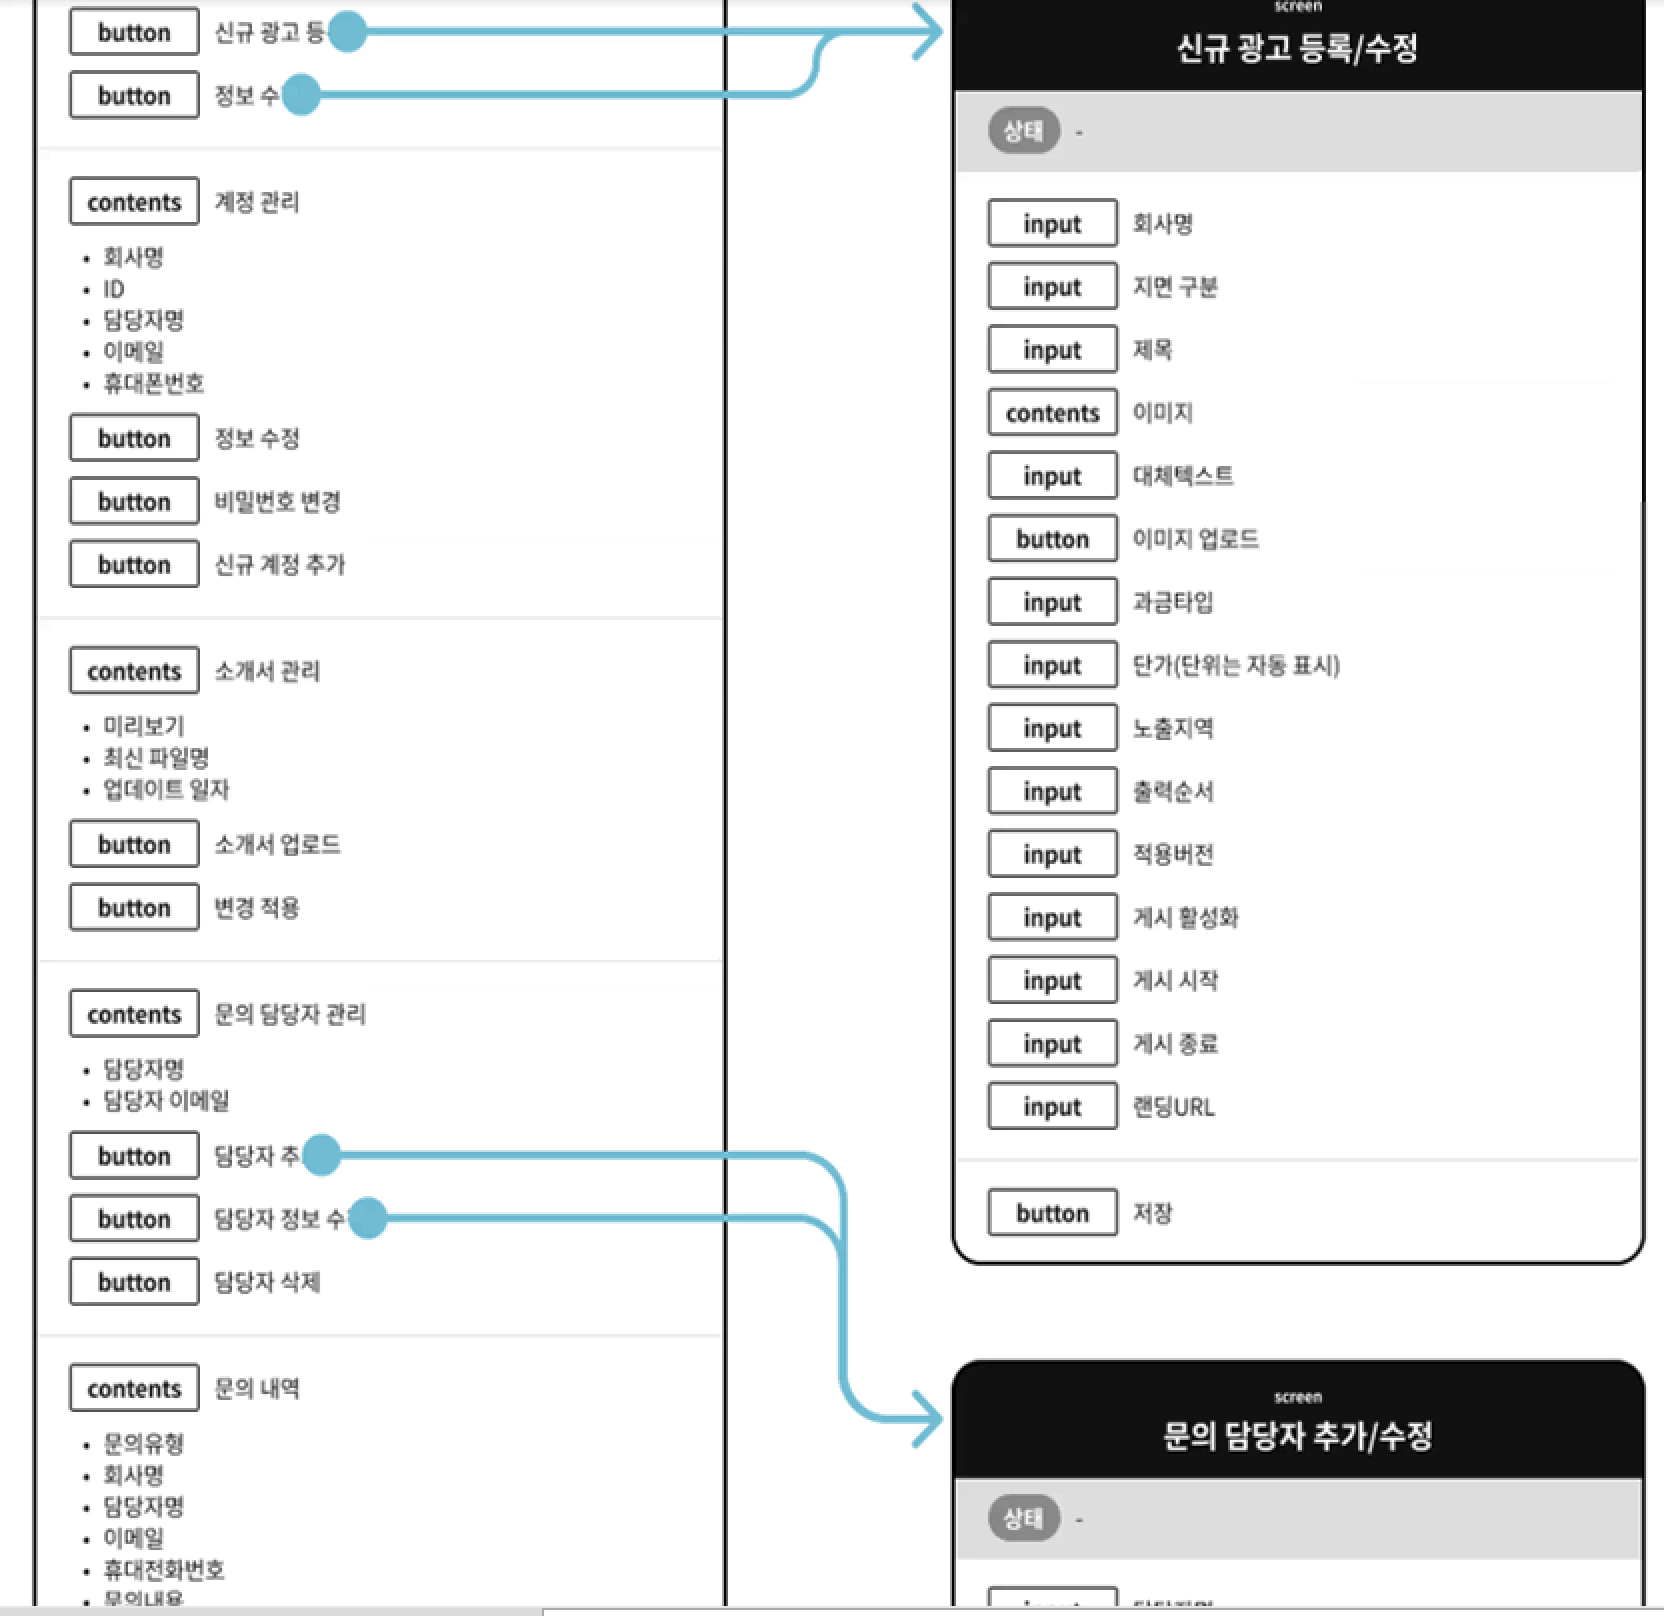 button 신규 광고 등
button 정보 수
contents 계정 관리
• 회사명
• ID
• 담당자명
• 이메일
• 휴대폰번호
button 정보 수정
button 비밀번호 변경
button 신규 계정 추가
contents 소개서 관리
• 미리보기
• 최신 파일명
• 업데이트 일자
button 소개서 업로드
button 변경 적용
contents 문의 담당자 관리
• 담당자명
• 담당자 이메일
button 담당자 추
button 담당자 정보 수
button 담당자 삭제
contents 문의 내역
• 문의유형
• 회사명
• 담당자명
• 이메일
• 휴대전화번호
• 문의내용
screen
신규 광고 등록/수정
상태 -
input 회사명
input 지면 구분
input 제목
contents 이미지
input 대체텍스트
button 이미지 업로드
input 과금타입
input 단가(단위는 자동 표시)
input 노출지역
input 출력순서
input 적용버전
input 게시 활성화
input 게시 시작
input 게시 종료
input 랜딩URL
button 저장
screen
문의 담당자 추가/수정
상태 -